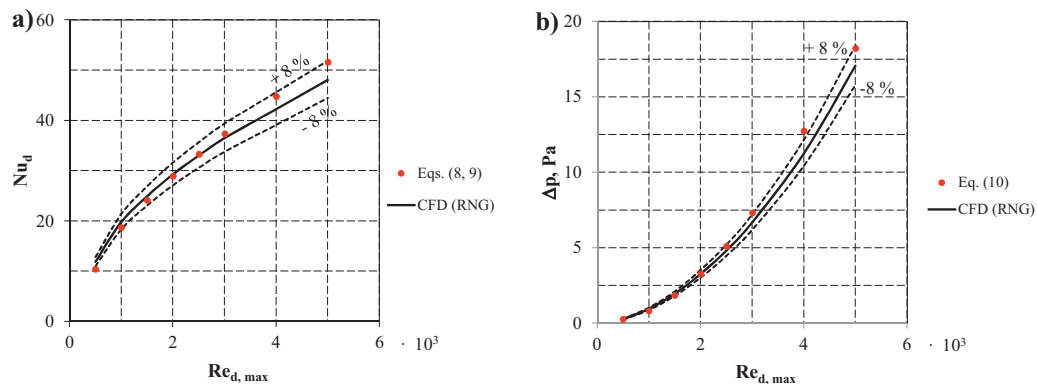 a)
60
40
20
0
0
2
4
6
· 10³
Nu_d
Re_d, max
+ 8%
- 8%
Eqs. (8, 9)
CFD (RNG)
b)
20
15
10
5
0
0
2
4
6
· 10³
Δp, Pa
Re_d, max
+ 8%
-8 %
Eq. (10)
CFD (RNG)